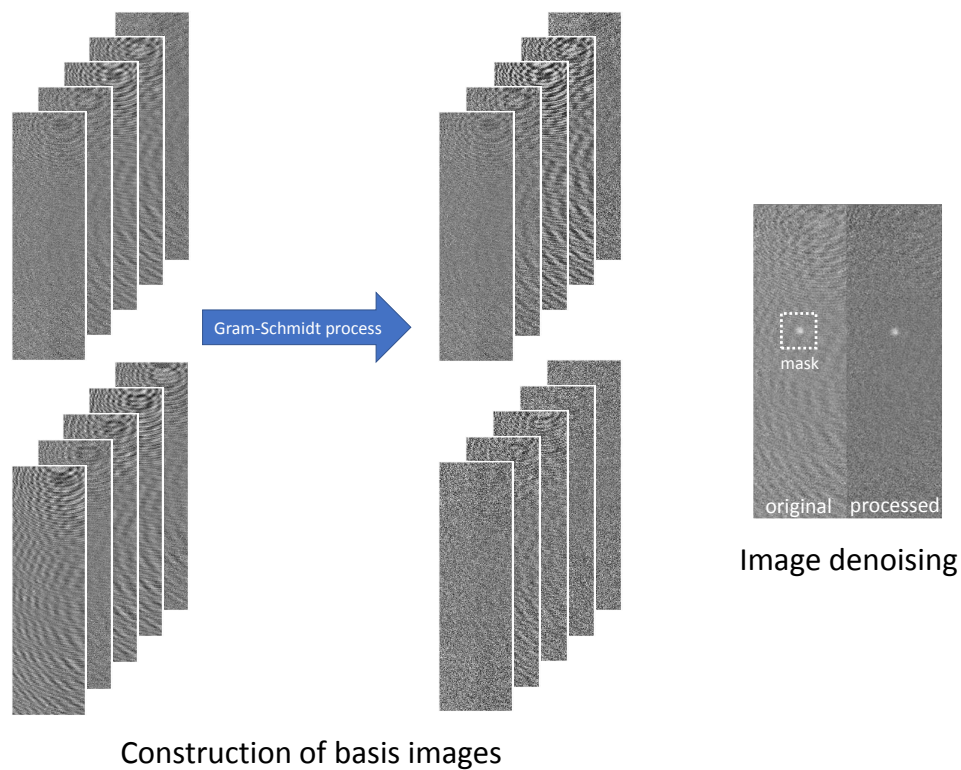 Gram-Schmidt process
mask
original processed
Image denoising
Construction of basis images